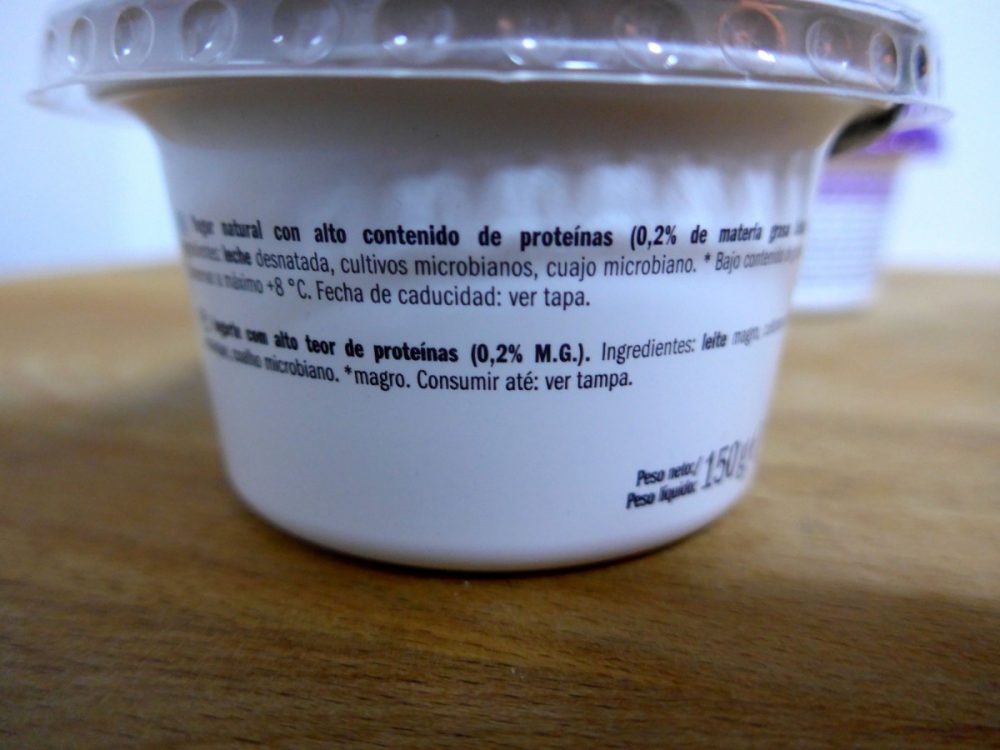 Yogur natural con alto contenido de proteínas (0,2% de materia grasa
leche desnatada, cultivos microbianos, cuajo microbiano. * Bajo contenido
máximo +8 °C. Fecha de caducidad: ver tapa.
com alto teor de proteínas (0,2% M.G.). Ingredientes: leite magro,
coalho microbiano. *magro. Consumir até: ver tampa.
Peso neto:/ 150g
Peso líquido: